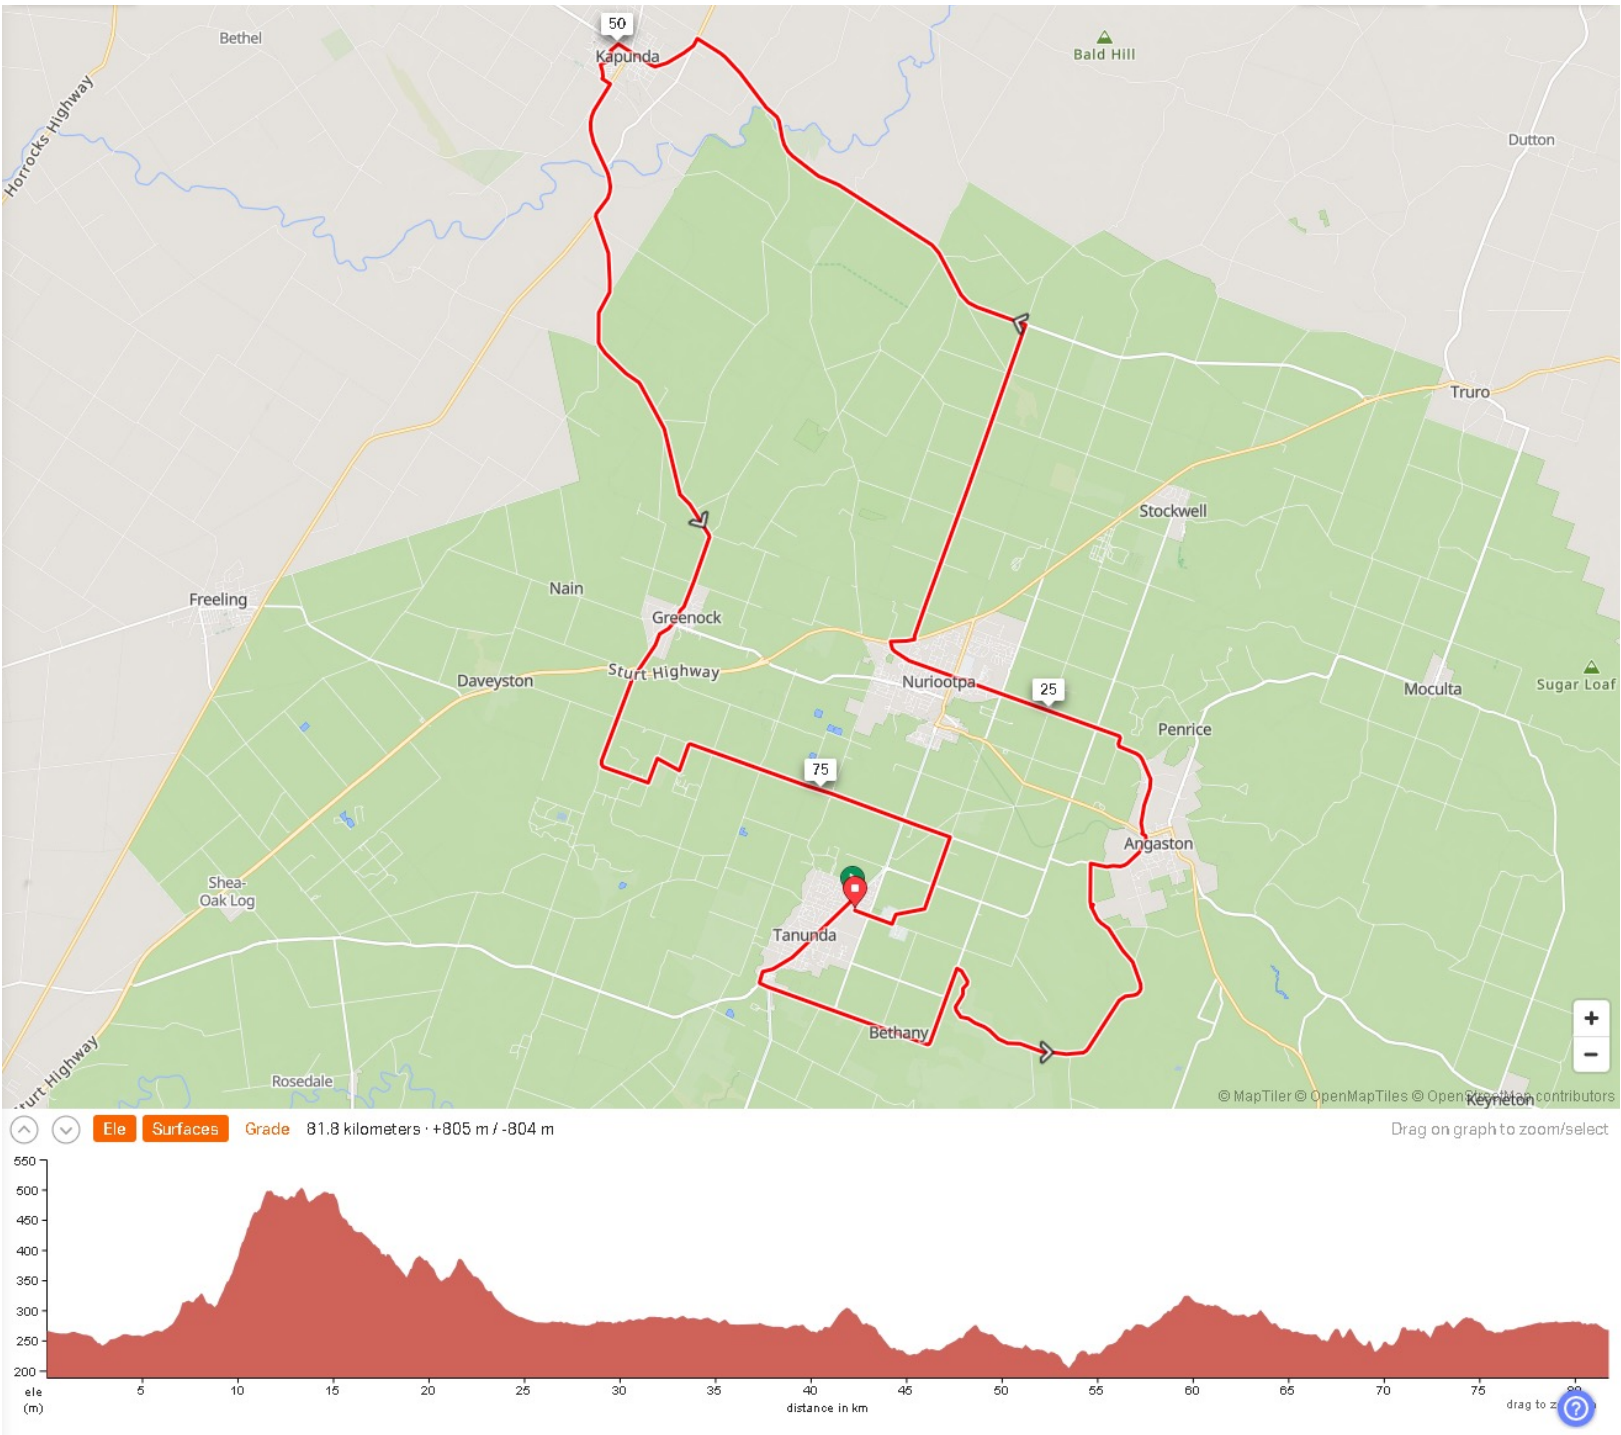 50
Bethel
Kapunda
Bald Hill
Horrocks Highway
Dutton
Truro
Stockwell
Nain
Freeling
Greenock
Sturt Highway
Daveyston
Nuriootpa
25
Moculta
Sugar Loaf
Penrice
75
Angaston
Shea-
Oak Log
Tanunda
Bethany
+
−
Sturt Highway
Rosedale
© MapTiler © OpenMapTiles © OpenStreetMap contributors
Keyneton
Ele
Surfaces
Grade
81.8 kilometers · +805 m / -804 m
Drag on graph to zoom/select
550
500
450
400
350
300
250
200
ele
(m)
5 10 15 20 25 30 35 40 45 50 55 60 65 70 75 80
distance in km
drag to
?